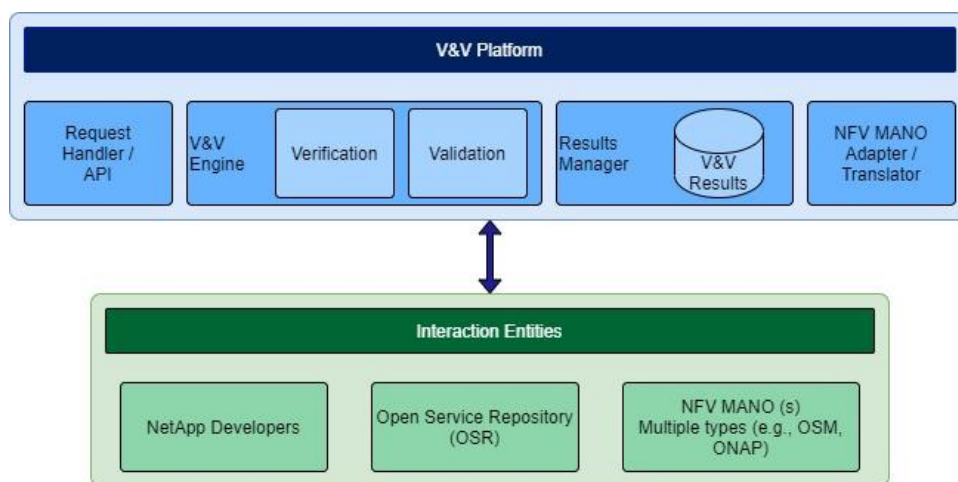 V&V Platform
Request
Handler /
API
V&V
Engine
Verification
Validation
Results
Manager
V&V
Results
NFV MANO
Adapter /
Translator
Interaction Entities
NetApp Developers
Open Service Repository
(OSR)
NFV MANO (s)
Multiple types (e.g., OSM,
ONAP)